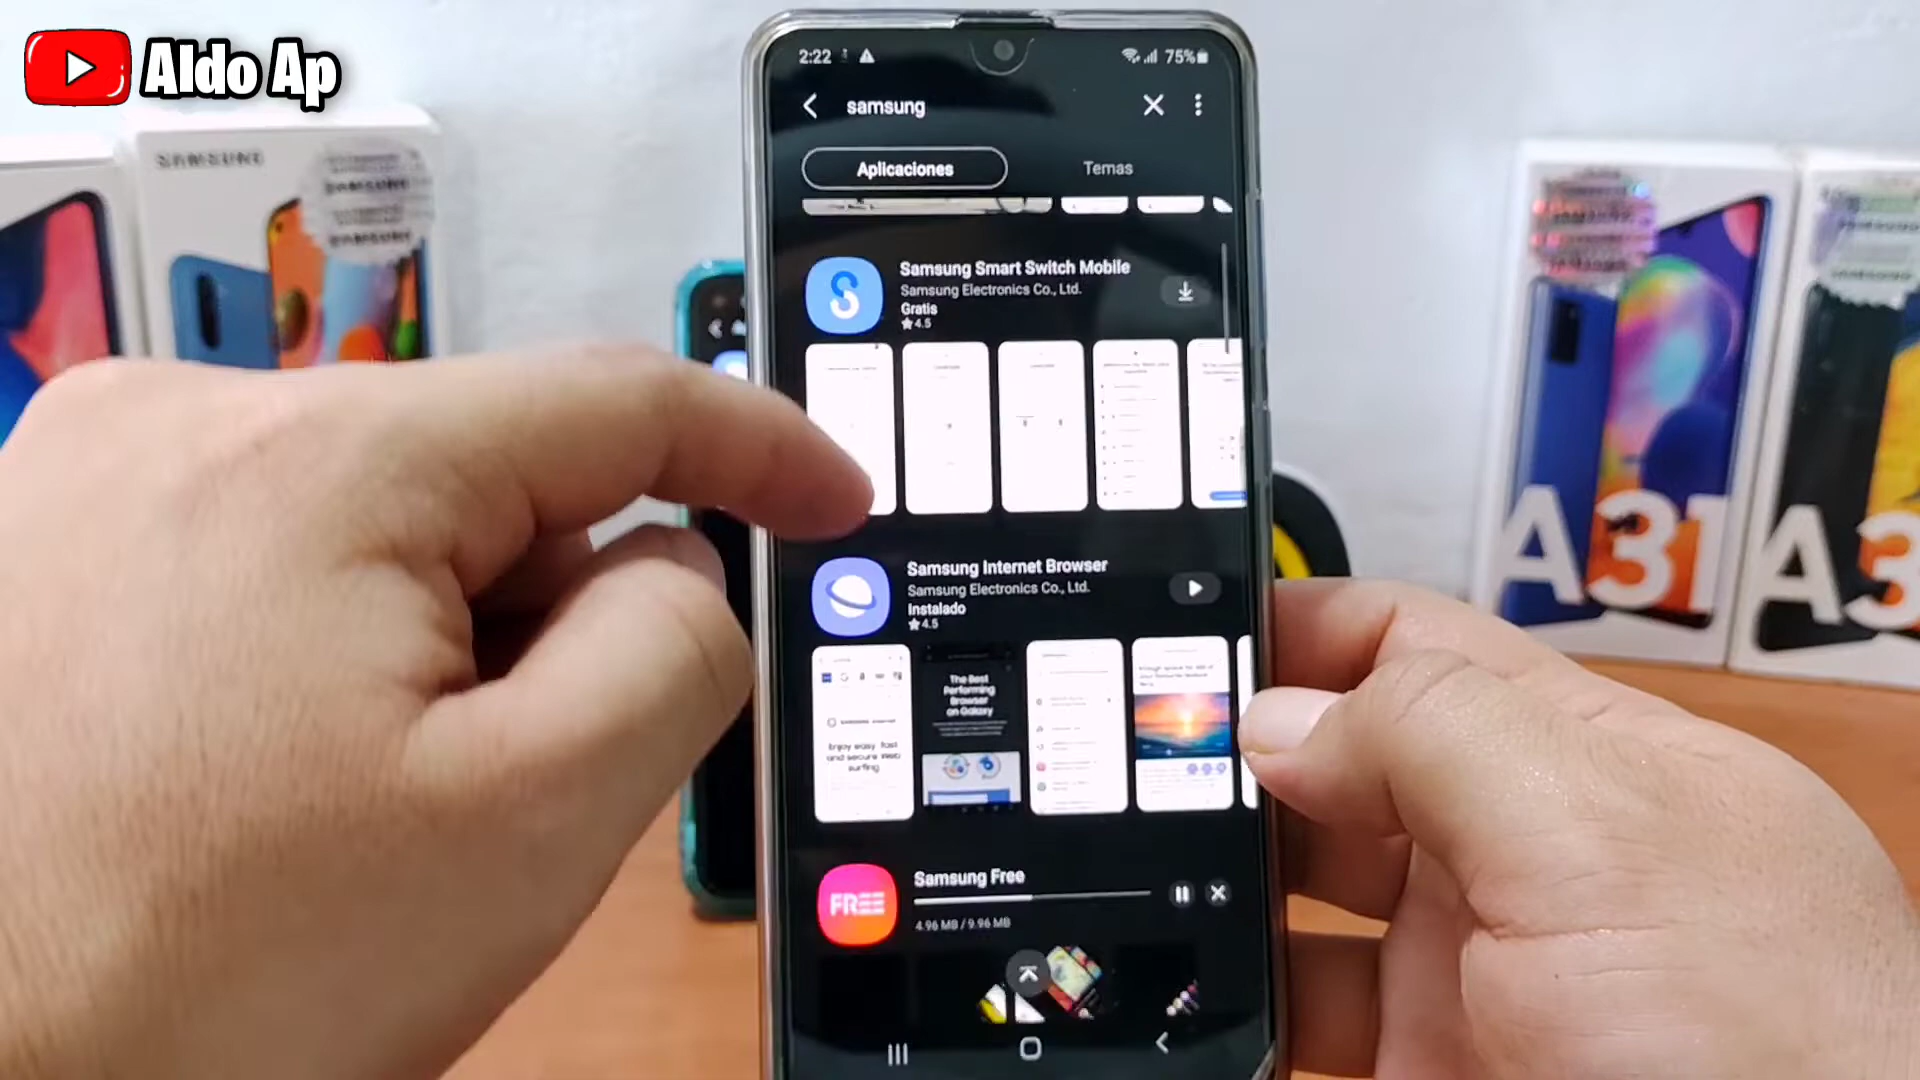 Aldo Ap
SAMSUNG
SAMSUNG
SAMSUNG
2:22
75%
samsung
Aplicaciones
Temas
Samsung Smart Switch Mobile
Samsung Electronics Co., Ltd.
Gratis
★4.5
Samsung Internet Browser
Samsung Electronics Co., Ltd.
Instalado
★4.5
Enjoy easy, fast
and secure Web
surfing
The Best
Performing
Browser
on Galaxy
Samsung Free
FREE
4.96 MB / 9.96 MB
A31
A3